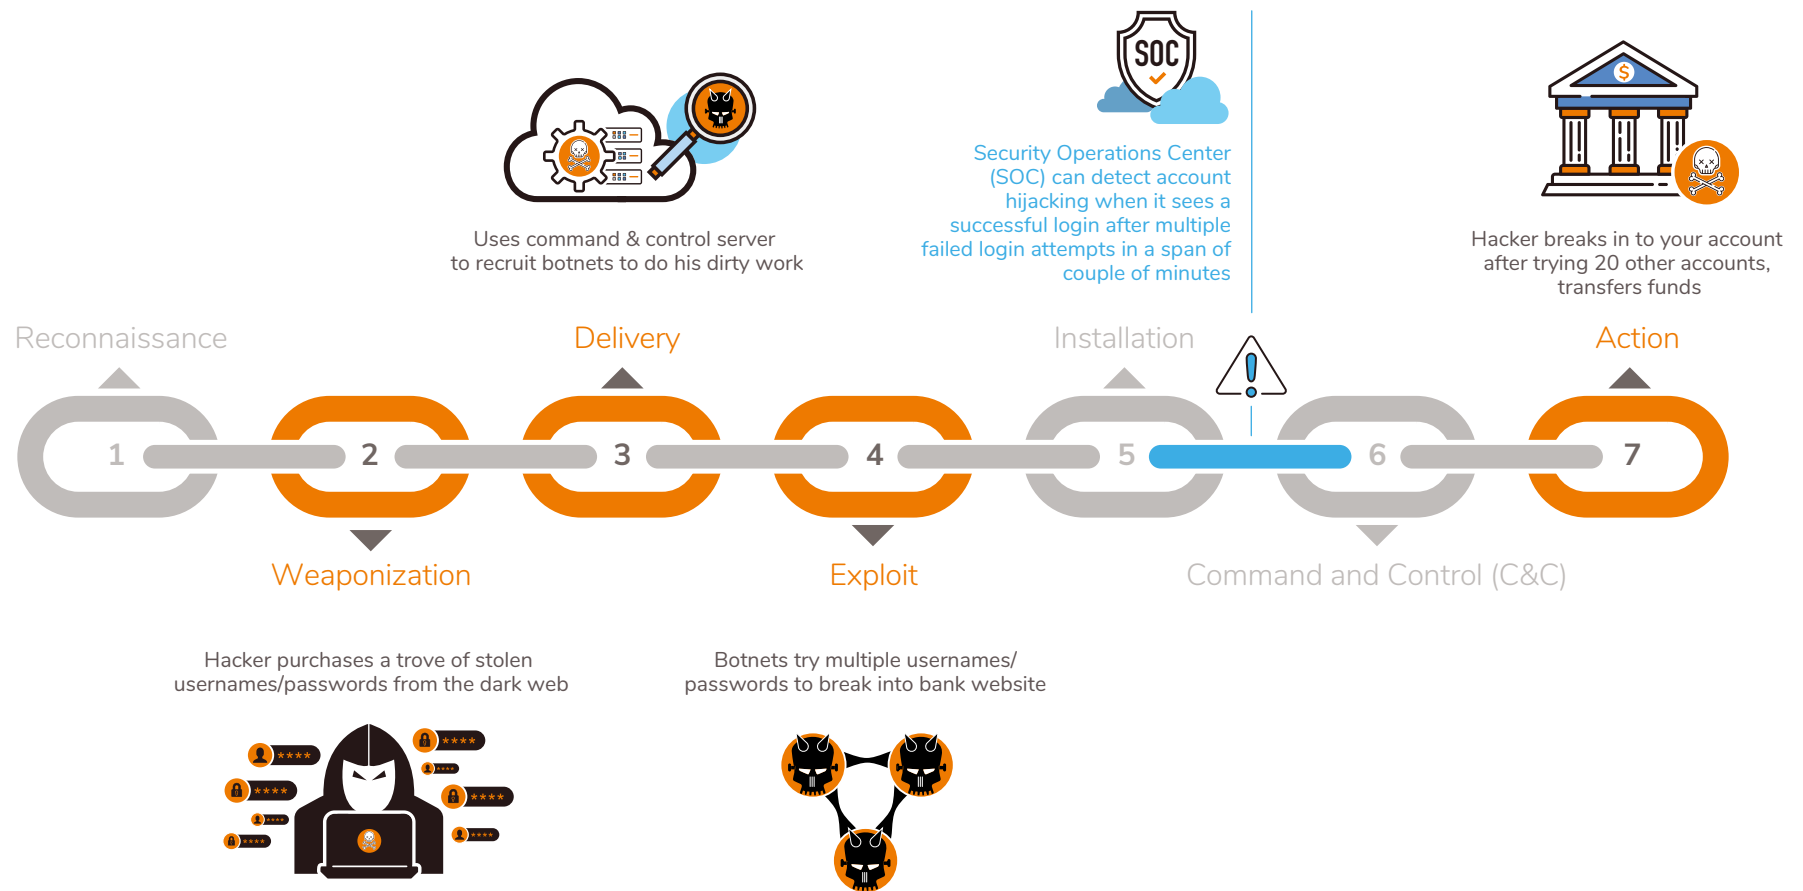 SOC
Security Operations Center
(SOC) can detect account
hijacking when it sees a
successful login after multiple
failed login attempts in a span of
couple of minutes
$
Uses command & control server
to recruit botnets to do his dirty work
Hacker breaks in to your account
after trying 20 other accounts,
transfers funds
Reconnaissance
Delivery
Installation
Action
1
2
3
4
5
6
7
Weaponization
Exploit
Command and Control (C&C)
Hacker purchases a trove of stolen
usernames/passwords from the dark web
Botnets try multiple usernames/
passwords to break into bank website
****
****
****
****
****
****
****
****